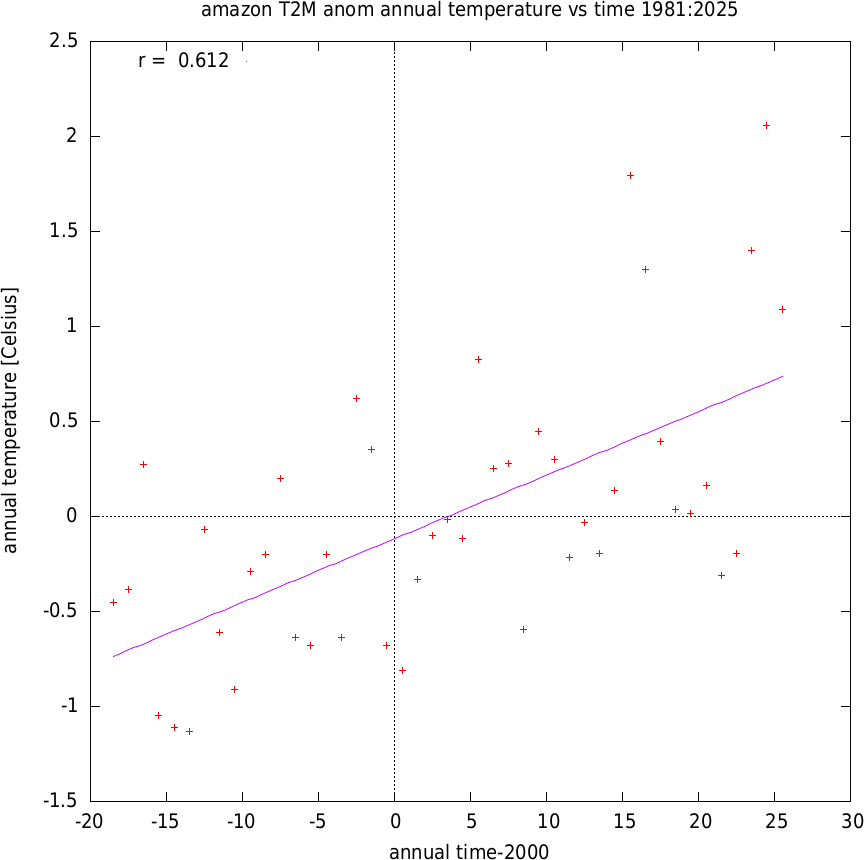 amazon T2M anom annual temperature vs time 1981:2025
r = 0.612
2.5
2
1.5
1
0.5
0
-0.5
-1
-1.5
annual temperature [Celsius]
-20 -15 -10 -5 0 5 10 15 20 25 30
annual time-2000